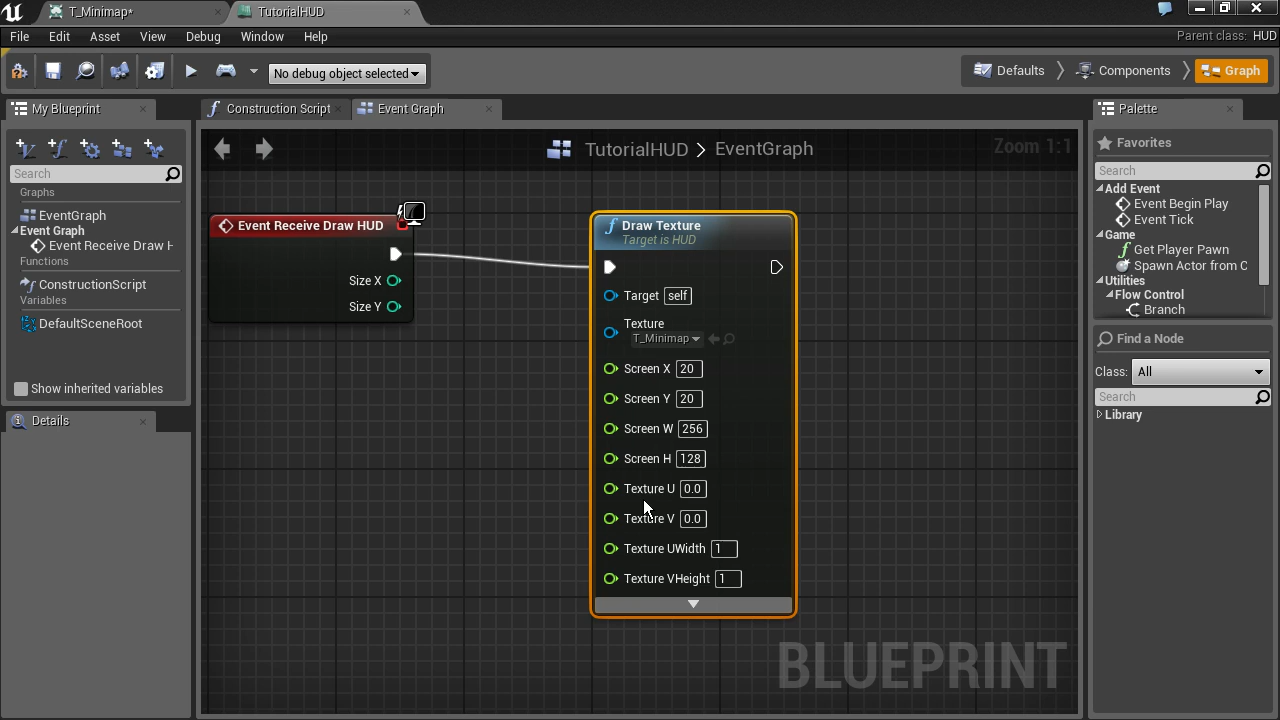 T_Minimap*
TutorialHUD
File Edit Asset View Debug Window Help
Parent class: HUD
No debug object selected
Defaults
Components
Graph
My Blueprint
Search
Graphs
EventGraph
Event Graph
Event Receive Draw H
Functions
ConstructionScript
Variables
DefaultSceneRoot
Show inherited variables
Details
Construction Script
Event Graph
TutorialHUD > EventGraph
Zoom 1:1
Event Receive Draw HUD
Size X
Size Y
Draw Texture
Target is HUD
Target self
Texture
T_Minimap
Screen X 20
Screen Y 20
Screen W 256
Screen H 128
Texture U 0.0
Texture V 0.0
Texture UWidth 1
Texture VHeight 1
BLUEPRINT
Palette
Favorites
Search
Add Event
Event Begin Play
Event Tick
Game
Get Player Pawn
Spawn Actor from C
Utilities
Flow Control
Branch
Find a Node
Class: All
Search
Library